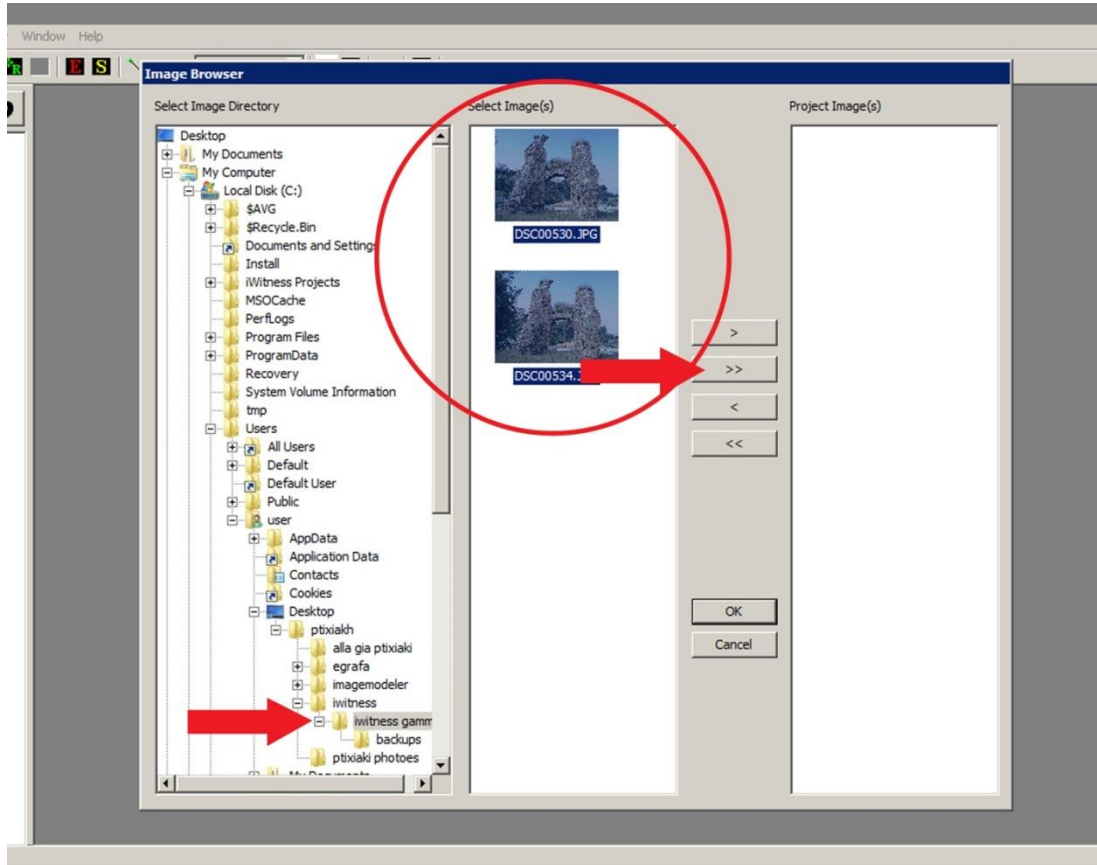 Window Help
R E S
Image Browser
Select Image Directory
Select Image(s)
Project Image(s)
Desktop
My Documents
My Computer
Local Disk (C:)
$AVG
$Recycle.Bin
Documents and Settings
Install
iWitness Projects
MSOCache
PerfLogs
Program Files
ProgramData
Recovery
System Volume Information
tmp
Users
All Users
Default
Default User
Public
user
AppData
Application Data
Contacts
Cookies
Desktop
ptixiakh
alla gia ptixiaki
egrafa
imagemodeler
iwitness
iwitness gamm
backups
ptixiaki photoes
My Documents
DSC00530.JPG
DSC00534.J
>
>>
<
<<
OK
Cancel